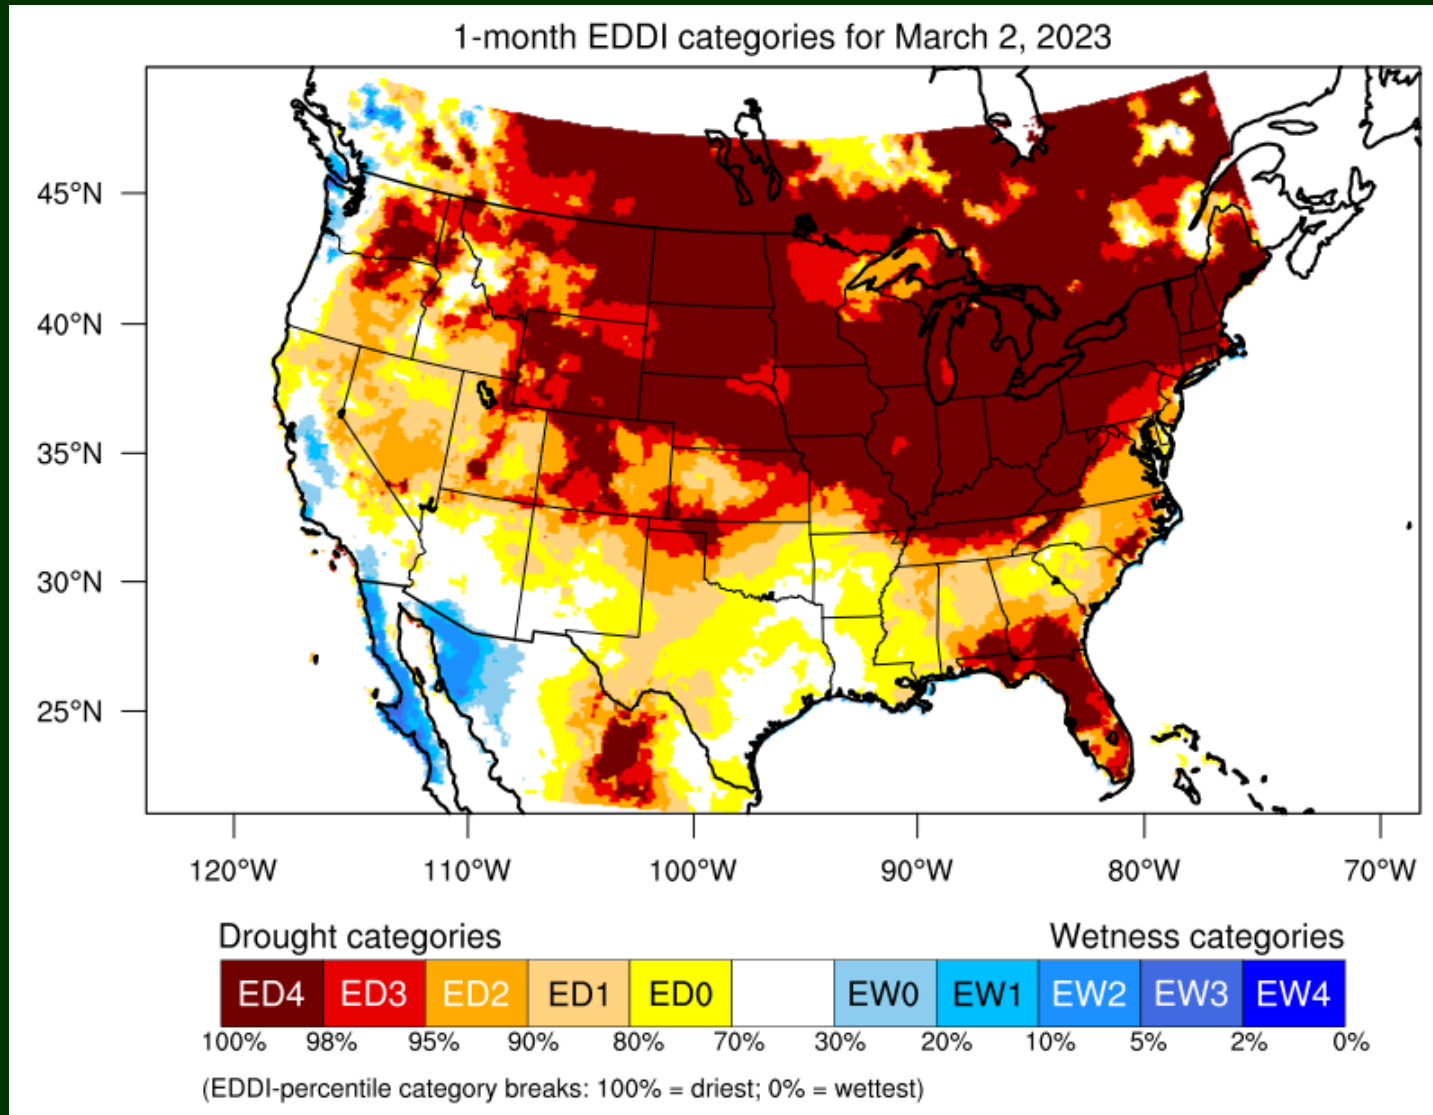 1-month EDDI categories for March 2, 2023
45°N
40°N
35°N
30°N
25°N
120°W 110°W 100°W 90°W 80°W 70°W
Drought categories Wetness categories
ED4 ED3 ED2 ED1 ED0 EW0 EW1 EW2 EW3 EW4
100% 98% 95% 90% 80% 70% 30% 20% 10% 5% 2% 0%
(EDDI-percentile category breaks: 100% = driest; 0% = wettest)